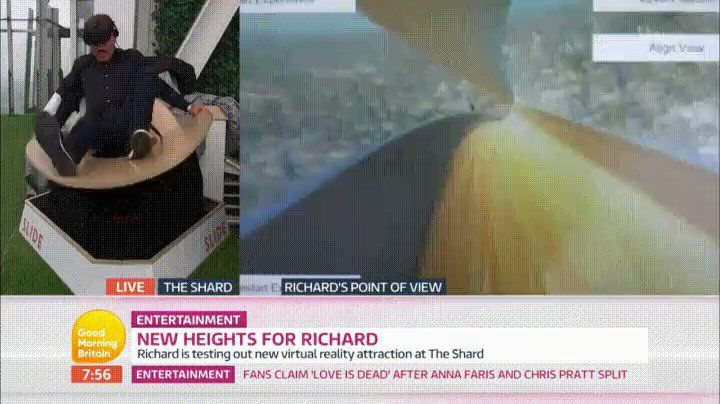 Align View
SLIDE
SLIDE
LIVE
THE SHARD
RICHARD'S POINT OF VIEW
ENTERTAINMENT
NEW HEIGHTS FOR RICHARD
Richard is testing out new virtual reality attraction at The Shard
Good
Morning
Britain
7:56
ENTERTAINMENT
FANS CLAIM 'LOVE IS DEAD' AFTER ANNA FARIS AND CHRIS PRATT SPLIT